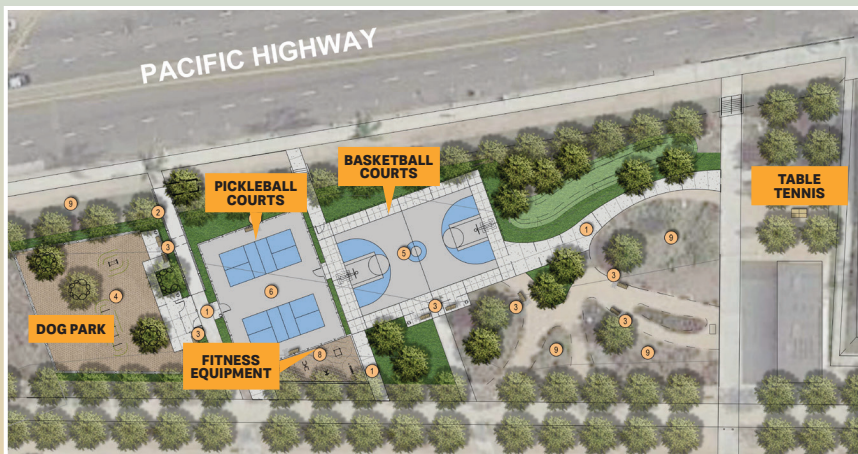 PACIFIC HIGHWAY
BASKETBALL
COURTS
PICKLEBALL
COURTS
TABLE
TENNIS
9
2
3
1
9
5
4
6
3
3
1
3
3
3
DOG PARK
8
9
9
FITNESS
EQUIPMENT
1